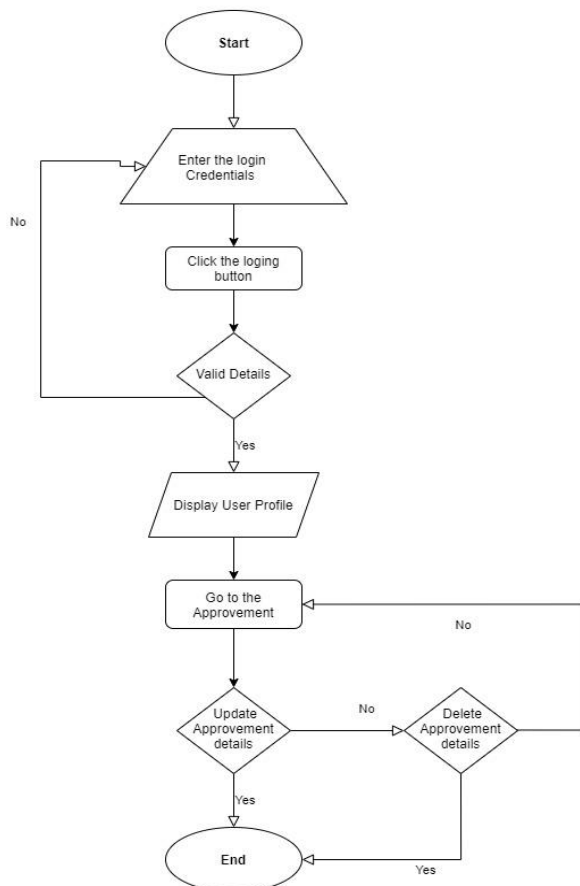 Start
Enter the login
Credentials
No
Click the loging
button
Valid Details
Yes
Display User Profile
Go to the
Approvement
No
Update
Approvement
details
No
Delete
Approvement
details
Yes
End
Yes